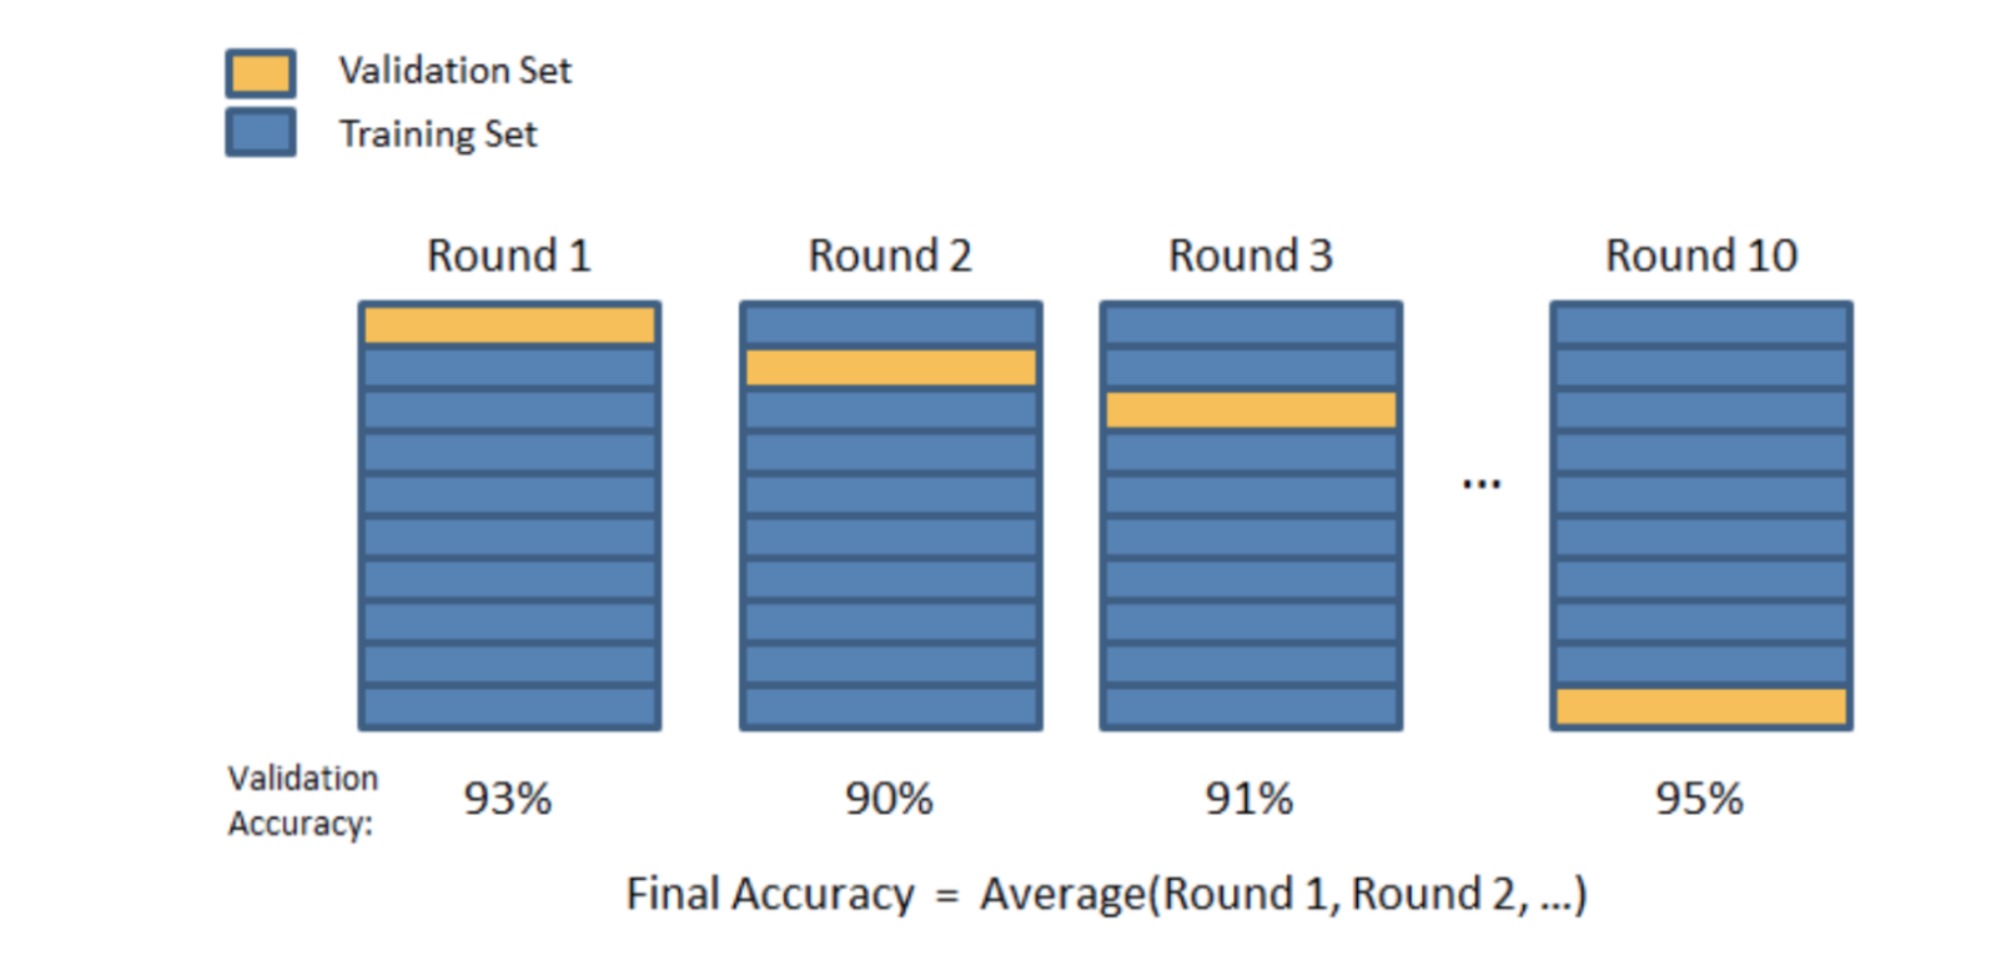 Validation Set
Training Set
Round 1
Round 2
Round 3
Round 10
...
Validation
Accuracy:
93%
90%
91%
95%
Final Accuracy = Average(Round 1, Round 2, ...)